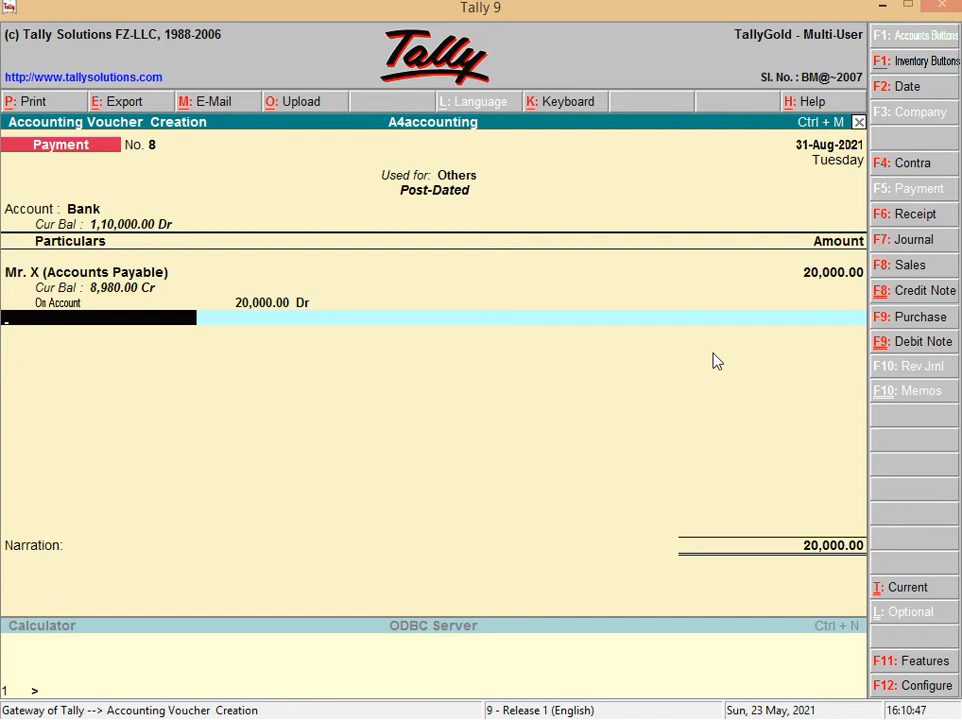 Tally 9
(c) Tally Solutions FZ-LLC, 1988-2006
TallyGold - Multi-User
Tally
http://www.tallysolutions.com
Sl. No. : BM@~2007
P: Print
E: Export
M: E-Mail
O: Upload
L: Language
K: Keyboard
H: Help
Accounting Voucher Creation
A4accounting
Ctrl + M
Payment No. 8
31-Aug-2021
Tuesday
Used for: Others
Post-Dated
Account : Bank
Cur Bal : 1,10,000.00 Dr
Particulars
Amount
Mr. X (Accounts Payable)
20,000.00
Cur Bal : 8,980.00 Cr
On Account 20,000.00 Dr
Narration:
20,000.00
Calculator
ODBC Server
Ctrl + N
1 >
F1: Accounts Buttons
F1: Inventory Buttons
F2: Date
F3: Company
F4: Contra
F5: Payment
F6: Receipt
F7: Journal
F8: Sales
F8: Credit Note
F9: Purchase
F9: Debit Note
F10: Rev Jrnl
F10: Memos
T: Current
L: Optional
F11: Features
F12: Configure
Gateway of Tally --> Accounting Voucher Creation
9 - Release 1 (English)
Sun, 23 May, 2021
16:10:47